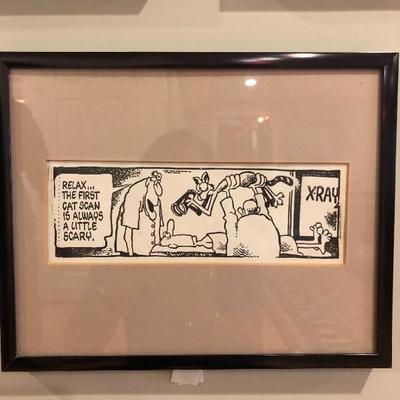 RELAX...
THE FIRST
CAT SCAN
IS ALWAYS
A LITTLE
SCARY.
X-RAY